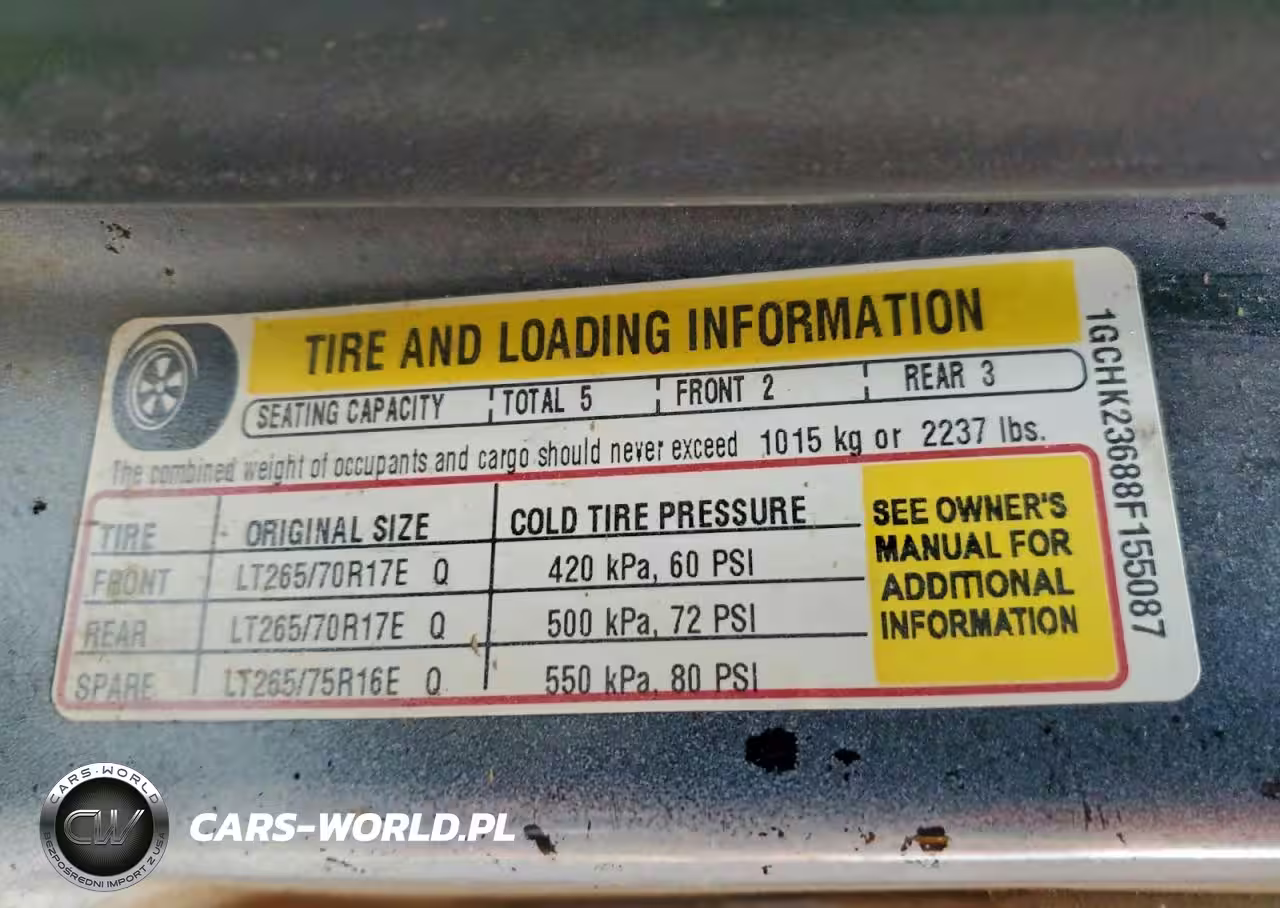 TIRE AND LOADING INFORMATION
SEATING CAPACITY TOTAL 5 FRONT 2 REAR 3
The combined weight of occupants and cargo should never exceed 1015 kg or 2237 lbs.
TIRE ORIGINAL SIZE COLD TIRE PRESSURE
FRONT LT265/70R17E Q 420 kPa, 60 PSI
REAR LT265/70R17E Q 500 kPa, 72 PSI
SPARE LT265/75R16E Q 550 kPa, 80 PSI
SEE OWNER'S
MANUAL FOR
ADDITIONAL
INFORMATION
1GCHK23688F155087
CARS-WORLD
CW
BEZPOŚREDNI IMPORT Z USA
CARS-WORLD.PL